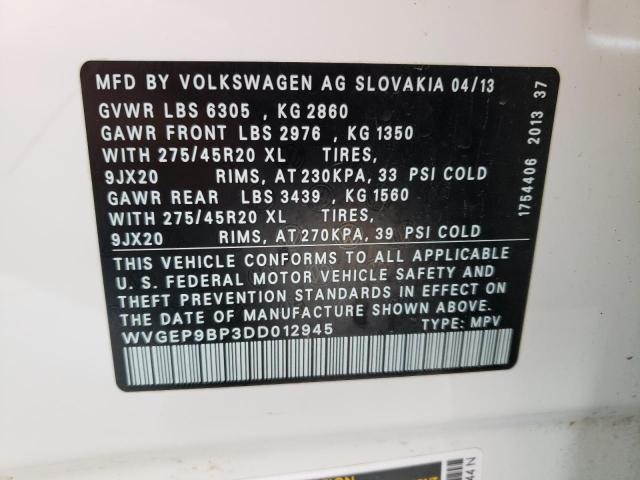 MFD BY VOLKSWAGEN AG SLOVAKIA 04/13
GVWR LBS 6305 , KG 2860
GAWR FRONT LBS 2976 , KG 1350
WITH 275/45R20 XL TIRES,
9JX20 RIMS, AT 230KPA, 33 PSI COLD
GAWR REAR LBS 3439 , KG 1560
WITH 275/45R20 XL TIRES,
9JX20 RIMS, AT 270KPA, 39 PSI COLD
THIS VEHICLE CONFORMS TO ALL APPLICABLE
U. S. FEDERAL MOTOR VEHICLE SAFETY AND
THEFT PREVENTION STANDARDS IN EFFECT ON
THE DATE OF MANUFACTURE SHOWN ABOVE.
WVGEP9BP3DD012945 TYPE: MPV
1754406 2013 37
44 N